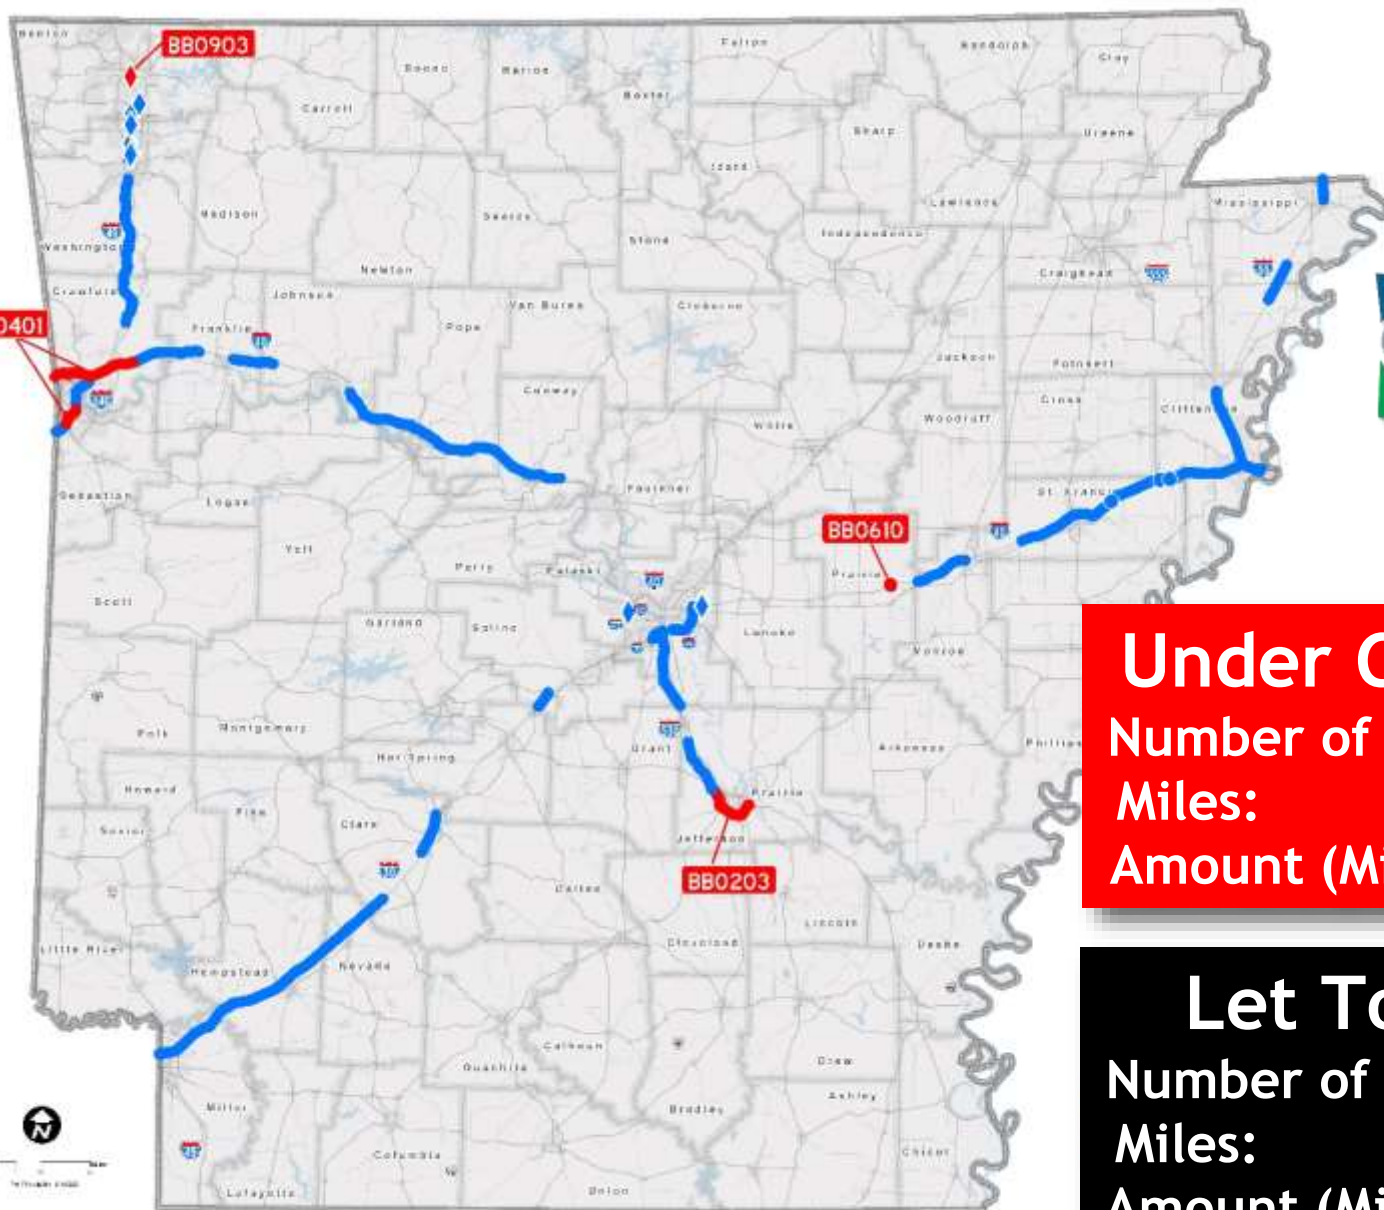 Benton
BB0903
Boone
Marion
Fulton
Randolph
Clay
Carroll
Baxter
Sharp
Greene
Izard
Madison
Lawrence
Mississippi
Washington
Searcy
Stone
Independence
Newton
Craighead
Crawford
Johnson
Van Buren
Cleburne
0401
Franklin
Pope
Jackson
Poinsett
Conway
Cross
Crittenden
White
Woodruff
Sebastian
Logan
Faulkner
St. Francis
BB0610
Yell
Perry
Pulaski
Prairie
Scott
Garland
Saline
Lonoke
Monroe
Under C
Number of
Miles:
Amount (Mi
Polk
Montgomery
Hot Spring
Grant
Arkansas
Phillips
Howard
Pike
Prairie
Sevier
Clark
Jefferson
BB0203
Dallas
Lincoln
Little River
Cleveland
Desha
Hempstead
Nevada
Let To
Number of
Miles:
Amount (Mi
Calhoun
Ouachita
Drew
Ashley
Miller
Bradley
N
Columbia
Chicot
Lafayette
Union